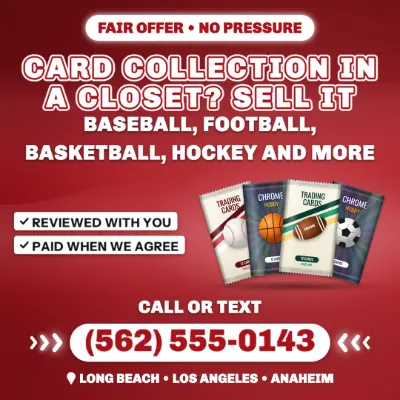 FAIR OFFER • NO PRESSURE
CARD COLLECTION IN
A CLOSET? SELL IT
BASEBALL, FOOTBALL,
BASKETBALL, HOCKEY AND MORE
TRADING
CARDS
CHROME
HOBBY
TRADING
CARDS
CHROME
REVIEWED WITH YOU
PAID WHEN WE AGREE
CALL OR TEXT
(562) 555-0143
LONG BEACH • LOS ANGELES • ANAHEIM